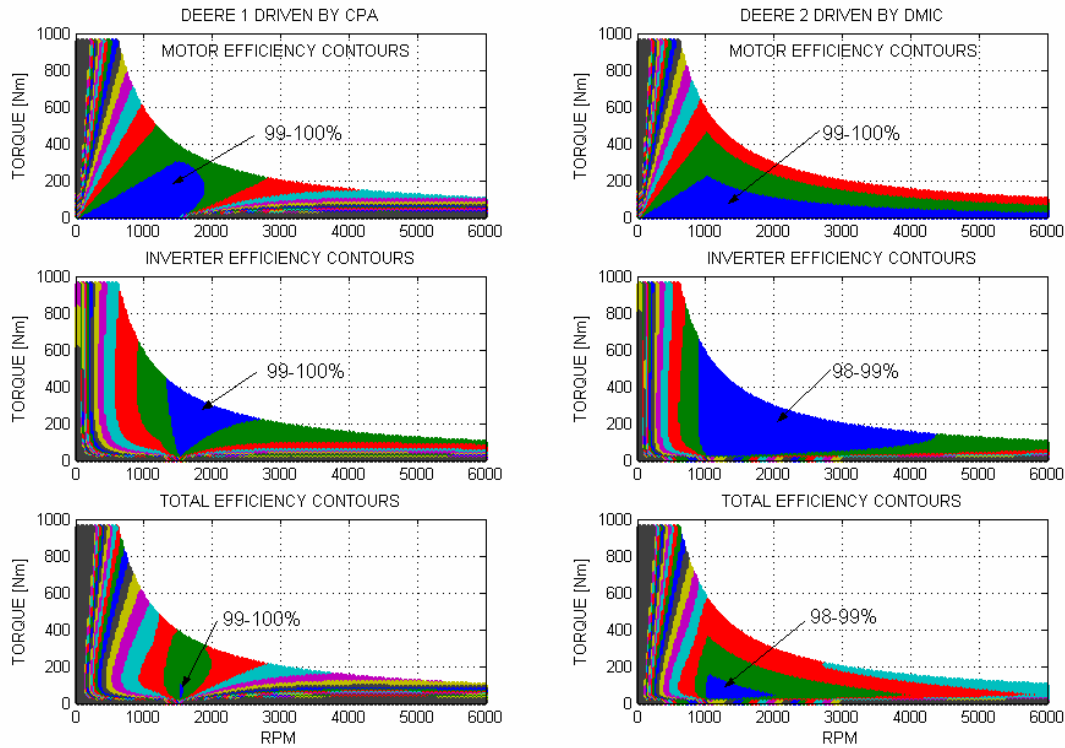 DEERE 1 DRIVEN BY CPA
MOTOR EFFICIENCY CONTOURS
99-100%
TORQUE [Nm]
1000
800
600
400
200
0
0 1000 2000 3000 4000 5000 6000
INVERTER EFFICIENCY CONTOURS
99-100%
TORQUE [Nm]
1000
800
600
400
200
0
0 1000 2000 3000 4000 5000 6000
TOTAL EFFICIENCY CONTOURS
99-100%
TORQUE [Nm]
1000
800
600
400
200
0
0 1000 2000 3000 4000 5000 6000
RPM
DEERE 2 DRIVEN BY DMIC
MOTOR EFFICIENCY CONTOURS
99-100%
TORQUE [Nm]
1000
800
600
400
200
0
0 1000 2000 3000 4000 5000 6000
INVERTER EFFICIENCY CONTOURS
98-99%
TORQUE [Nm]
1000
800
600
400
200
0
0 1000 2000 3000 4000 5000 6000
TOTAL EFFICIENCY CONTOURS
98-99%
TORQUE [Nm]
1000
800
600
400
200
0
0 1000 2000 3000 4000 5000 6000
RPM